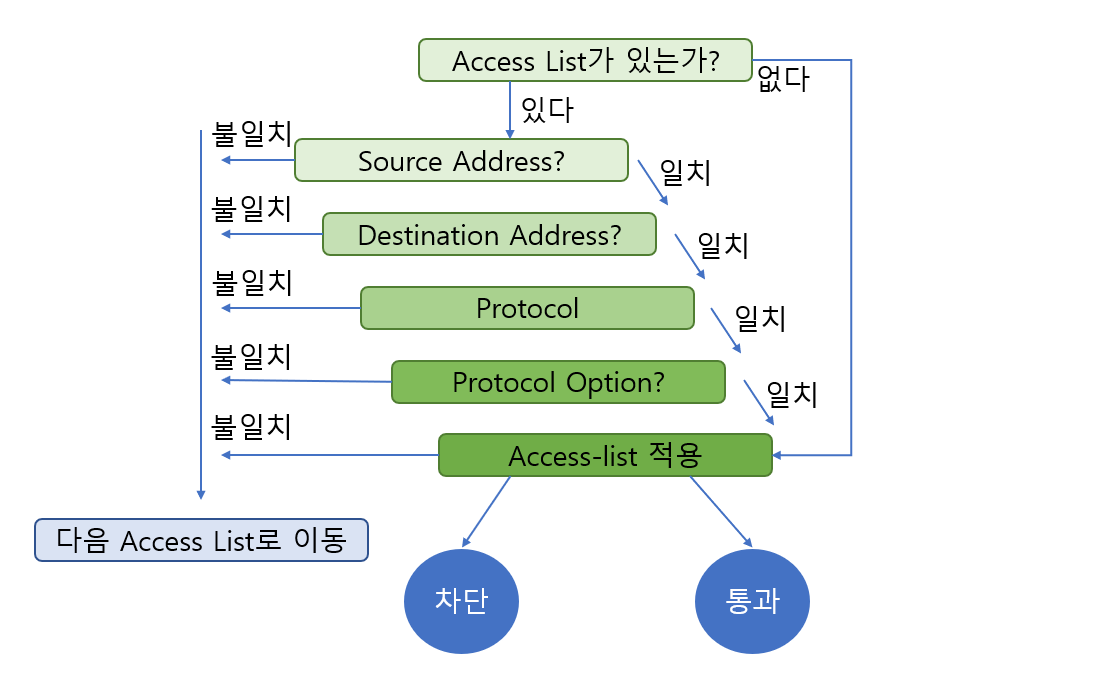 Access List가 있는가?
없다
있다
불일치
Source Address?
일치
불일치
Destination Address?
일치
불일치
Protocol
일치
불일치
Protocol Option?
일치
불일치
Access-list 적용
다음 Access List로 이동
차단
통과